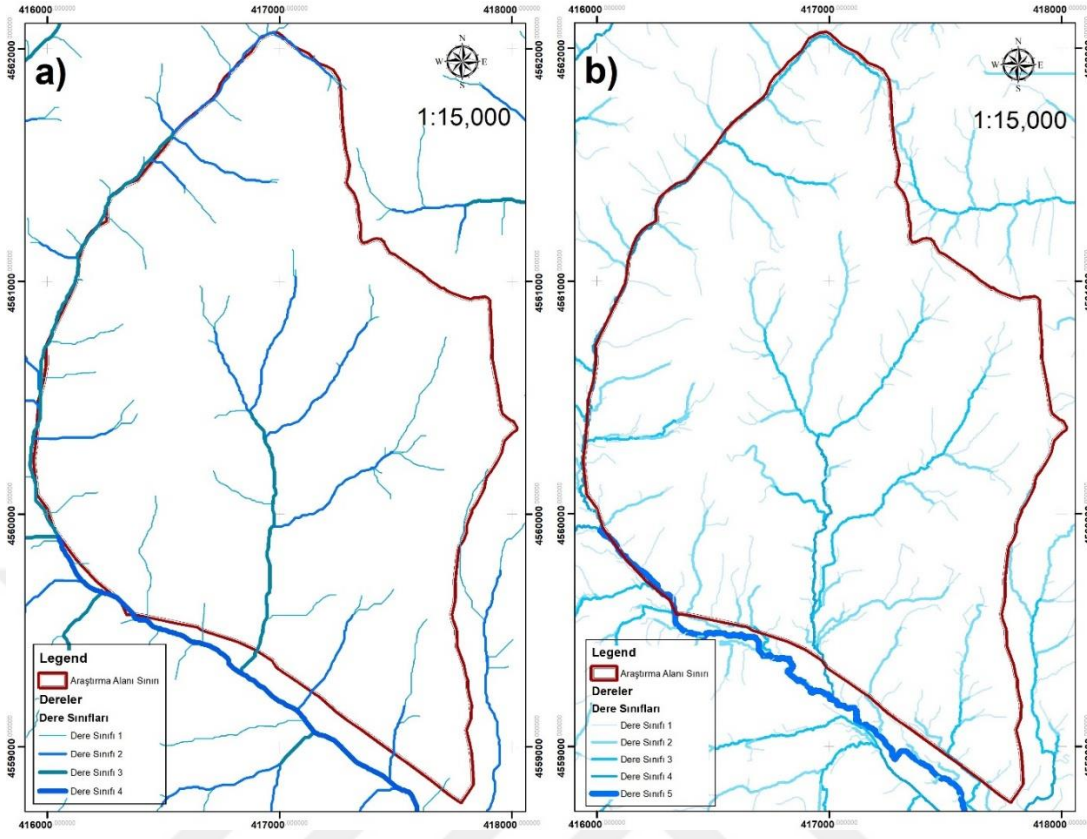 416000 417000 418000
a)
N
W E
S
1:15,000
4562000
4561000
4560000
4559000
Legend
Araştırma Alanı Sınırı
Dereler
Dere Sınıfları
Dere Sınıfı 1
Dere Sınıfı 2
Dere Sınıfı 3
Dere Sınıfı 4
416000 417000 418000
416000 417000 418000
b)
N
W E
S
1:15,000
4562000
4561000
4560000
4559000
Legend
Araştırma Alanı Sınırı
Dereler
Dere Sınıfları
Dere Sınıfı 1
Dere Sınıfı 2
Dere Sınıfı 3
Dere Sınıfı 4
Dere Sınıfı 5
416000 417000 418000